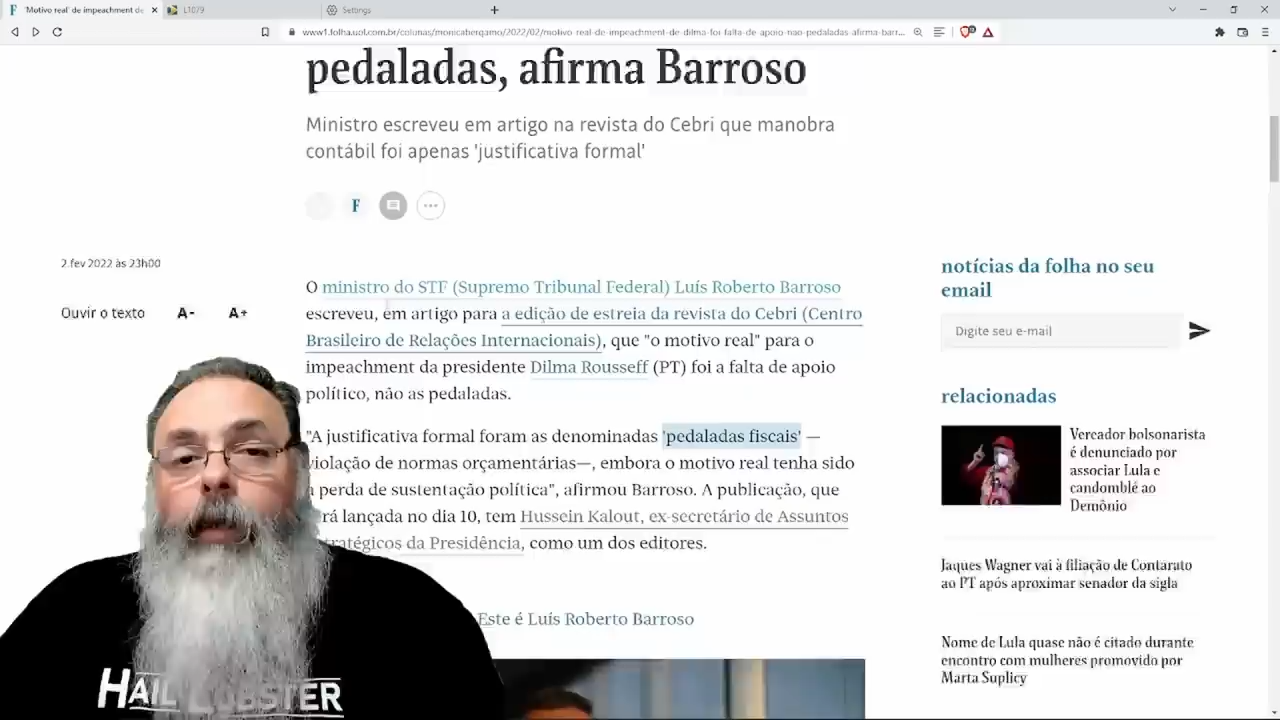 'Motivo real' de impeachment de
L1079
Settings
www1.folha.uol.com.br/colunas/monicabergamo/2022/02/motivo-real-de-impeachment-de-dilma-foi-falta-de-apoio-nao-pedaladas-afirma-barr...
pedaladas, afirma Barroso
Ministro escreveu em artigo na revista do Cebri que manobra
contábil foi apenas 'justificativa formal'
F
2.fev 2022 às 23h00
Ouvir o texto A- A+
O ministro do STF (Supremo Tribunal Federal) Luís Roberto Barroso
escreveu, em artigo para a edição de estreia da revista do Cebri (Centro
Brasileiro de Relações Internacionais), que "o motivo real" para o
impeachment da presidente Dilma Rousseff (PT) foi a falta de apoio
político, não as pedaladas.
"A justificativa formal foram as denominadas 'pedaladas fiscais' —
violação de normas orçamentárias—, embora o motivo real tenha sido
a perda de sustentação política", afirmou Barroso. A publicação, que
rá lançada no dia 10, tem Hussein Kalout, ex-secretário de Assuntos
tratégicos da Presidência, como um dos editores.
Este é Luís Roberto Barroso
notícias da folha no seu
email
Digite seu e-mail
relacionadas
Vereador bolsonarista
é denunciado por
associar Lula e
candomblé ao
Demônio
Jaques Wagner vai à filiação de Contarato
ao PT após aproximar senador da sigla
Nome de Lula quase não é citado durante
encontro com mulheres promovido por
Marta Suplicy
HAIL LOBSTER